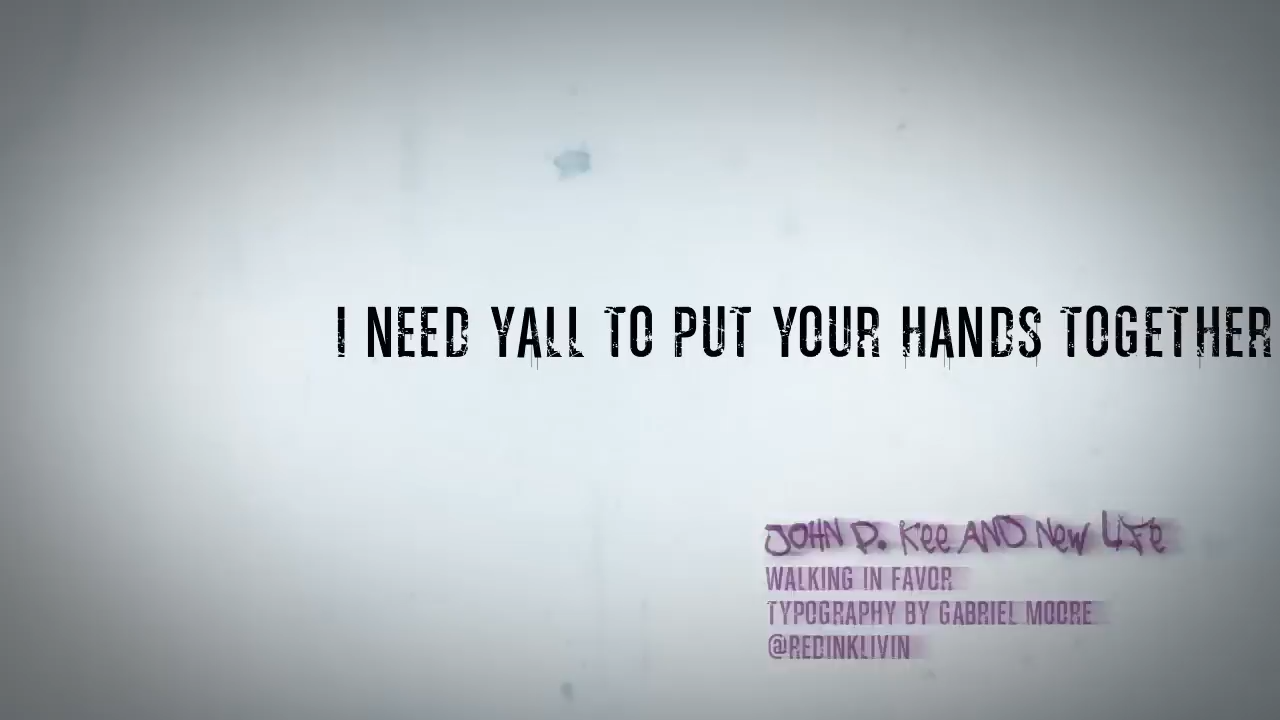 I NEED YALL TO PUT YOUR HANDS TOGETHER
JOHN P. Kee AND New LiFe
WALKING IN FAVOR
TYPOGRAPHY BY GABRIEL MOORE
@REDINKLIVIN